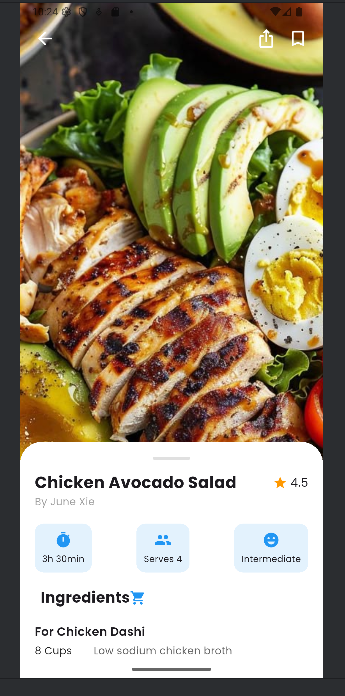 Chicken Avocado Salad
4.5
By June Xie
3h 30min
Serves 4
Intermediate
Ingredients
For Chicken Dashi
8 Cups Low sodium chicken broth